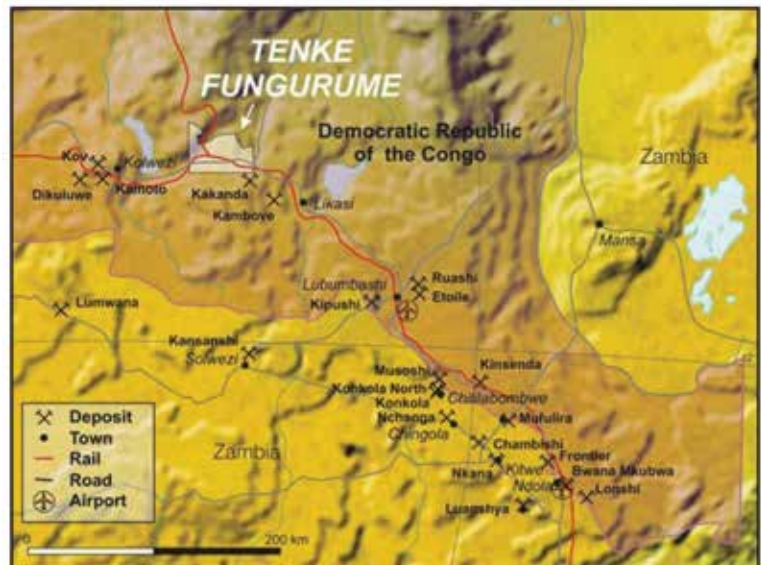 TENKE
FUNGURUME
Democratic Republic
of the Congo
Zambia
Kov
Kolwezi
Dikuluwe
Kamoto
Kakanda
Kambove
Likasi
Mansa
Lubumbashi
Ruashi
Kipushi
Etoile
Lumwana
Kansanshi
Solwezi
Musoshi
Kinsenda
Konkola North
Konkola
Chililabombwe
Nchanga
Mufulira
Chingola
Chambishi
Zambia
Nkana
Kitwe
Frontier
Ndola
Bwana Mkubwa
Lonshi
Luanshya
Deposit
Town
Rail
Road
Airport
0
200 km